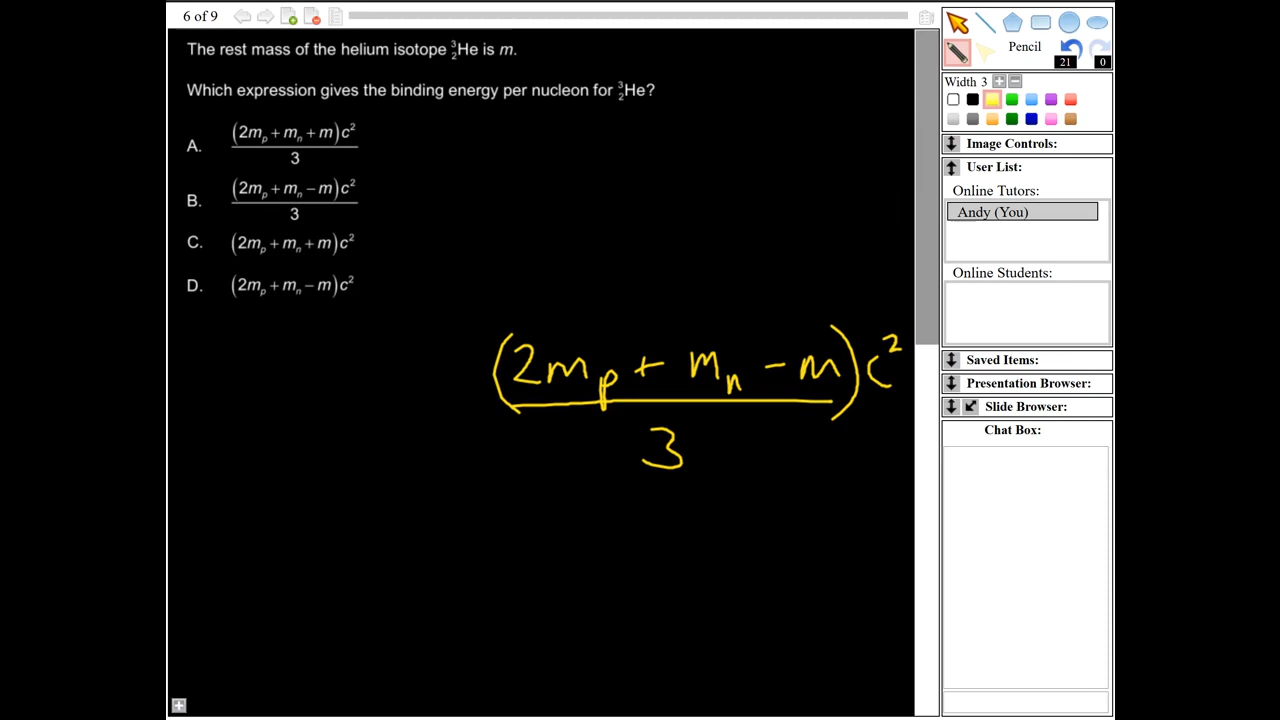 6 of 9
The rest mass of the helium isotope ³₂He is m.
Which expression gives the binding energy per nucleon for ³₂He?
A. (2mₚ + mₙ + m)c² / 3
B. (2mₚ + mₙ − m)c² / 3
C. (2mₚ + mₙ + m)c²
D. (2mₚ + mₙ − m)c²
(2mₚ + mₙ − m)c²
3
Pencil
21
0
Width 3
Image Controls:
User List:
Online Tutors:
Andy (You)
Online Students:
Saved Items:
Presentation Browser:
Slide Browser:
Chat Box: